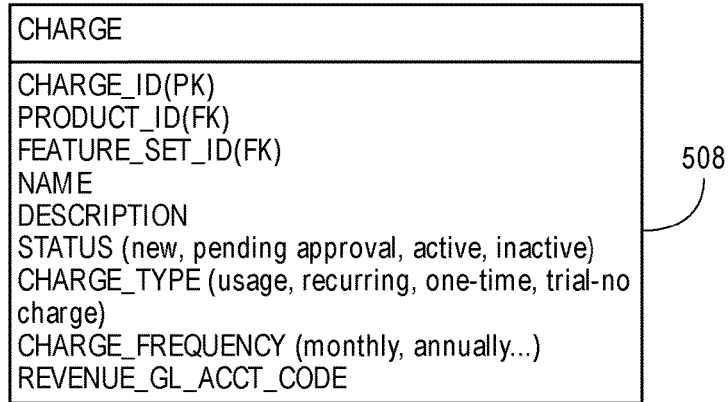 CHARGE
CHARGE_ID(PK)
PRODUCT_ID(FK)
FEATURE_SET_ID(FK)
NAME
DESCRIPTION
STATUS (new, pending approval, active, inactive)
CHARGE_TYPE (usage, recurring, one-time, trial-no
charge)
CHARGE_FREQUENCY (monthly, annually...)
REVENUE_GL_ACCT_CODE
508